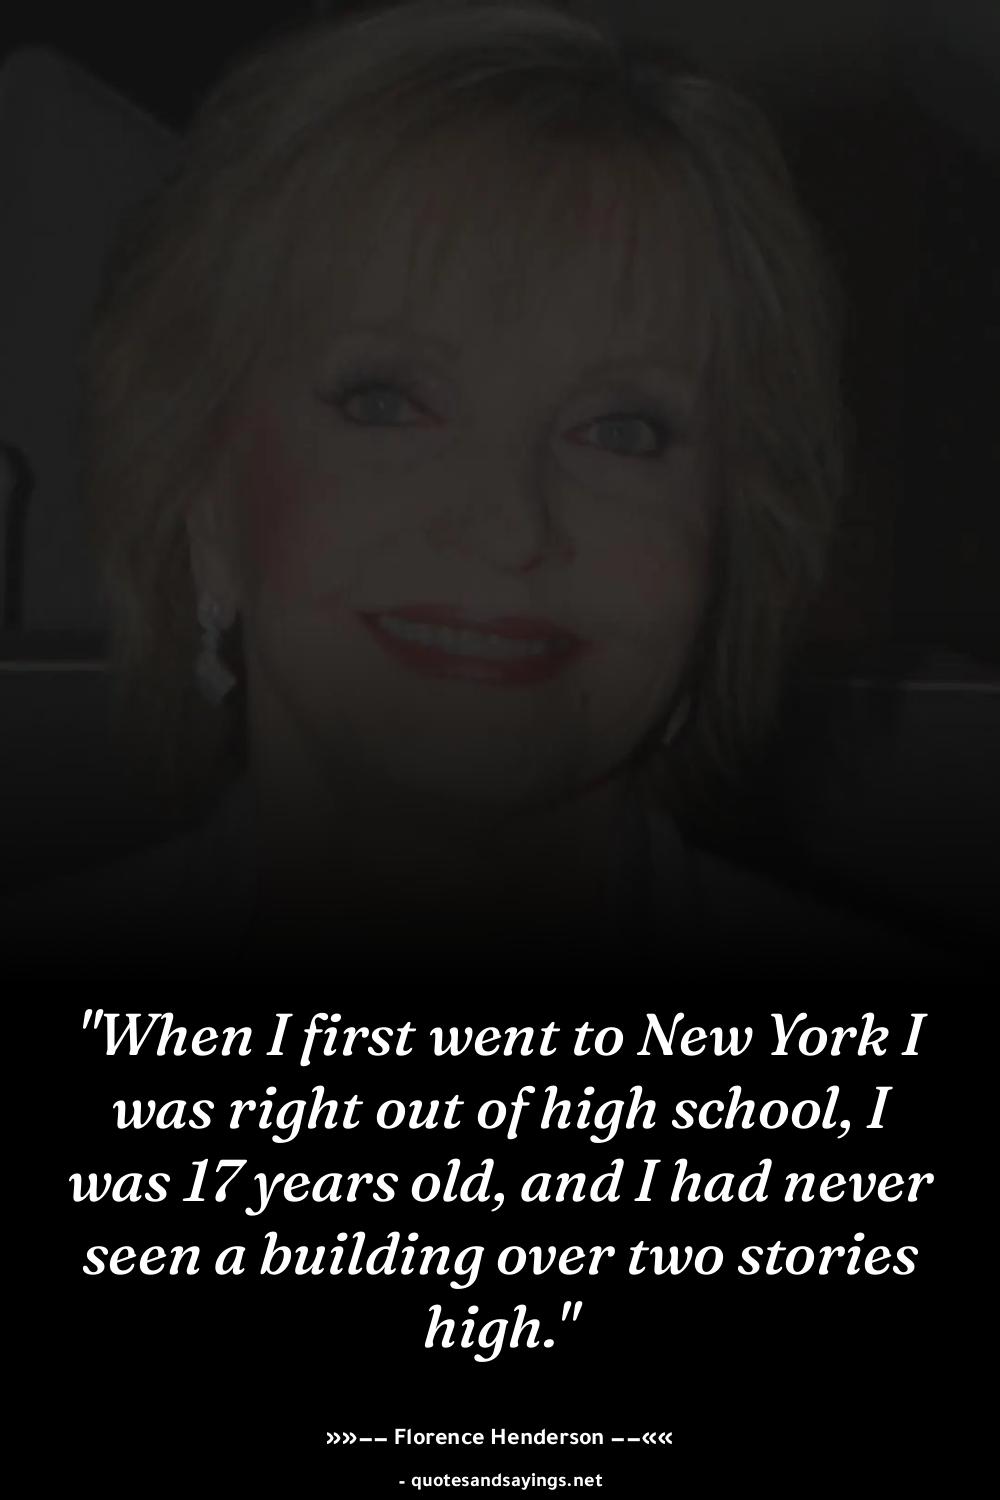 "When I first went to New York I
was right out of high school, I
was 17 years old, and I had never
seen a building over two stories
high."
»»–– Florence Henderson ––««
- quotesandsayings.net